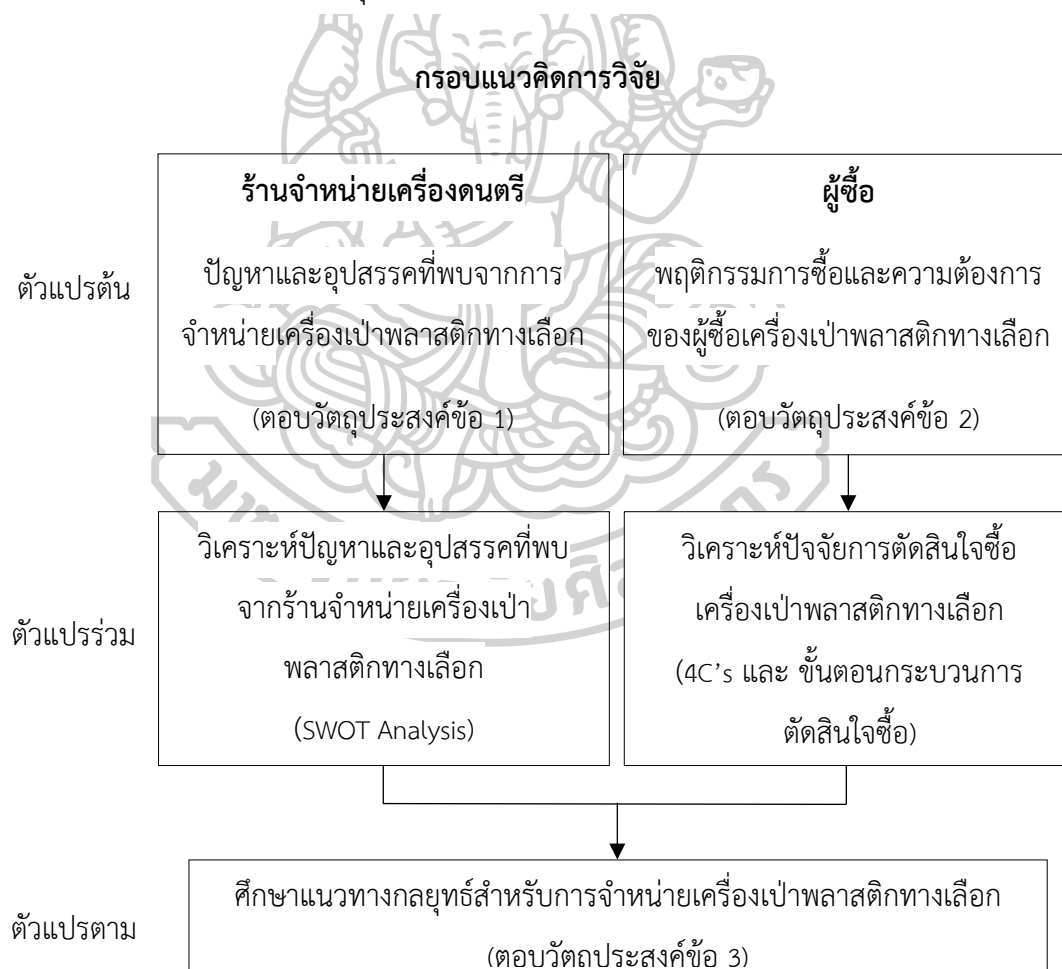 กรอบแนวคิดการวิจัย
ร้านจำหน่ายเครื่องดนตรี
ผู้ซื้อ
ตัวแปรต้น
ปัญหาและอุปสรรคที่พบจากการ
จำหน่ายเครื่องเป่าพลาสติกทางเลือก
(ตอบวัตถุประสงค์ข้อ 1)
พฤติกรรมการซื้อและความต้องการ
ของผู้ซื้อเครื่องเป่าพลาสติกทางเลือก
(ตอบวัตถุประสงค์ข้อ 2)
ตัวแปรร่วม
วิเคราะห์ปัญหาและอุปสรรคที่พบ
จากร้านจำหน่ายเครื่องเป่า
พลาสติกทางเลือก
(SWOT Analysis)
วิเคราะห์ปัจจัยการตัดสินใจซื้อ
เครื่องเป่าพลาสติกทางเลือก
(4C's และ ขั้นตอนกระบวนการ
ตัดสินใจซื้อ)
ตัวแปรตาม
ศึกษาแนวทางกลยุทธ์สำหรับการจำหน่ายเครื่องเป่าพลาสติกทางเลือก
(ตอบวัตถุประสงค์ข้อ 3)